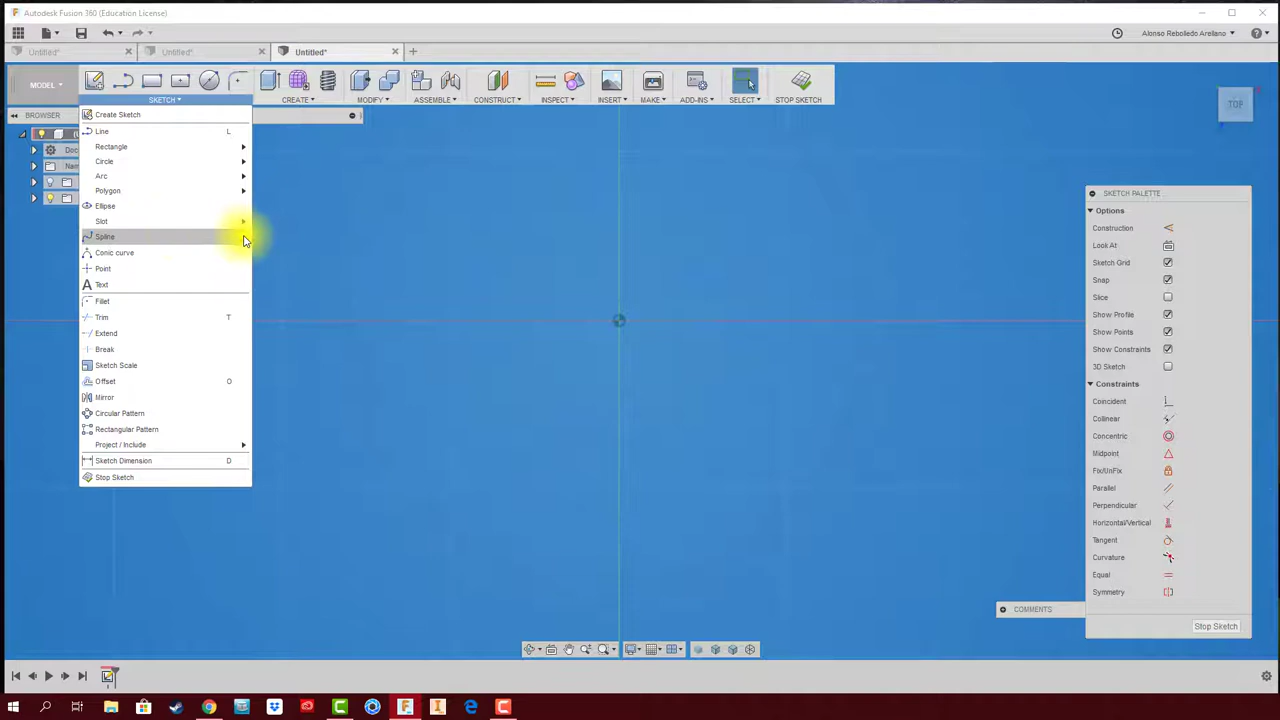 Autodesk Fusion 360 (Education License)
Alonso Rebolledo Arellano
Untitled*
Untitled*
Untitled*
MODEL
SKETCH
CREATE
MODIFY
ASSEMBLE
CONSTRUCT
INSPECT
INSERT
MAKE
ADD-INS
SELECT
STOP SKETCH
BROWSER
TOP
Create Sketch
Line L
Rectangle
Circle
Arc
Polygon
Ellipse
Slot
Spline
Conic curve
Point
Text
Fillet
Trim T
Extend
Break
Sketch Scale
Offset O
Mirror
Circular Pattern
Rectangular Pattern
Project / Include
Sketch Dimension D
Stop Sketch
Doc
Nam
SKETCH PALETTE
Options
Construction
Look At
Sketch Grid
Snap
Slice
Show Profile
Show Points
Show Constraints
3D Sketch
Constraints
Coincident
Collinear
Concentric
Midpoint
Fix/UnFix
Parallel
Perpendicular
Horizontal/Vertical
Tangent
Curvature
Equal
Symmetry
Stop Sketch
COMMENTS